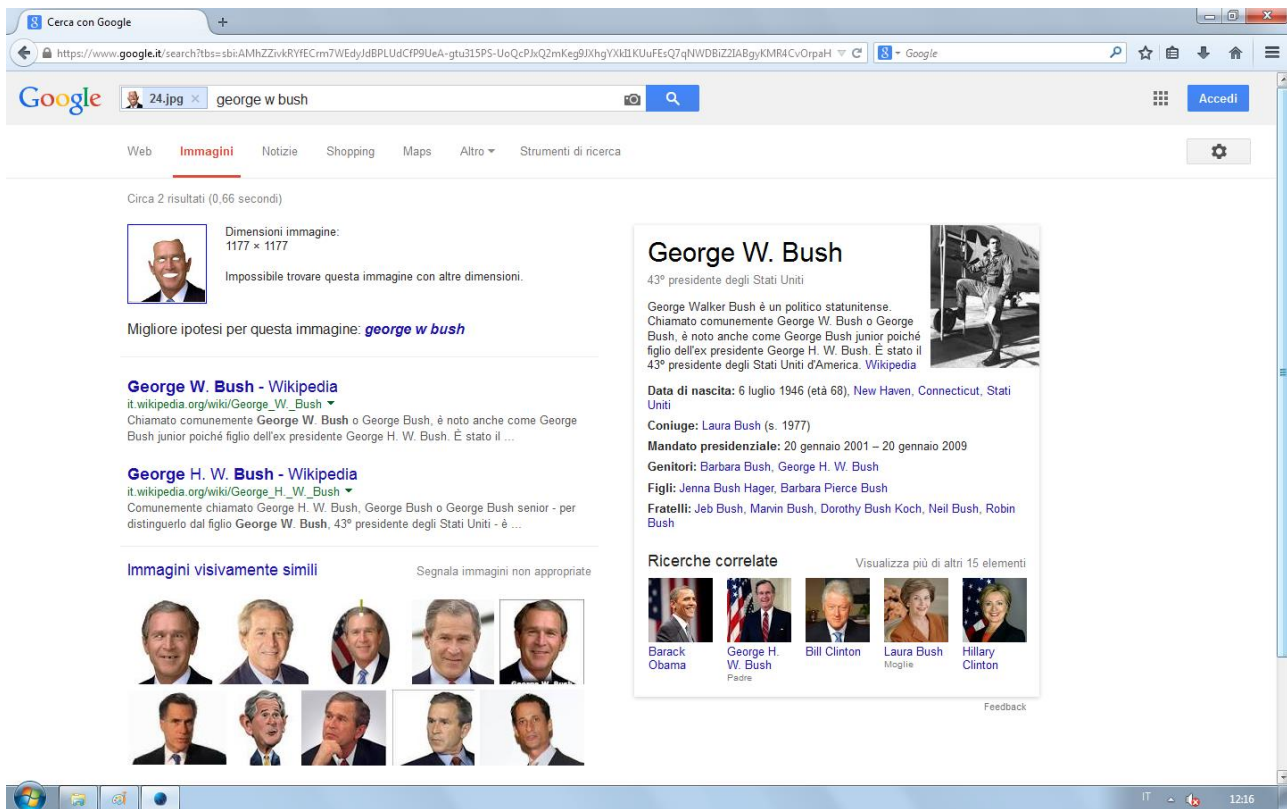 Cerca con Google
https://www.google.it/search?tbs=sbi:AMhZZivkRYfECrm7WEdyJdBPLUdCfP9UeA-gtu315PS-UoQcPJxQ2mKeg9JXhgYXkI1KUuFEsQ7qNWDBiZ2IABgyKMR4CvOrpaH
Google
Google
24.jpg
george w bush
Accedi
Web Immagini Notizie Shopping Maps Altro Strumenti di ricerca
Circa 2 risultati (0,66 secondi)
Dimensioni immagine:
1177 × 1177
Impossibile trovare questa immagine con altre dimensioni.
Migliore ipotesi per questa immagine: george w bush
George W. Bush - Wikipedia
it.wikipedia.org/wiki/George_W._Bush
Chiamato comunemente George W. Bush o George Bush, è noto anche come George
Bush junior poiché figlio dell'ex presidente George H. W. Bush. È stato il ...
George H. W. Bush - Wikipedia
it.wikipedia.org/wiki/George_H._W._Bush
Comunemente chiamato George H. W. Bush, George Bush o George Bush senior - per
distinguerlo dal figlio George W. Bush, 43º presidente degli Stati Uniti - è ...
Immagini visivamente simili
Segnala immagini non appropriate
George W. Bush
43º presidente degli Stati Uniti
George Walker Bush è un politico statunitense.
Chiamato comunemente George W. Bush o George
Bush, è noto anche come George Bush junior poiché
figlio dell'ex presidente George H. W. Bush. È stato il
43º presidente degli Stati Uniti d'America. Wikipedia
Data di nascita: 6 luglio 1946 (età 68), New Haven, Connecticut, Stati
Uniti
Coniuge: Laura Bush (s. 1977)
Mandato presidenziale: 20 gennaio 2001 – 20 gennaio 2009
Genitori: Barbara Bush, George H. W. Bush
Figli: Jenna Bush Hager, Barbara Pierce Bush
Fratelli: Jeb Bush, Marvin Bush, Dorothy Bush Koch, Neil Bush, Robin
Bush
Ricerche correlate
Visualizza più di altri 15 elementi
Barack
Obama
George H.
W. Bush
Padre
Bill Clinton
Laura Bush
Moglie
Hillary
Clinton
Feedback
IT
12:16